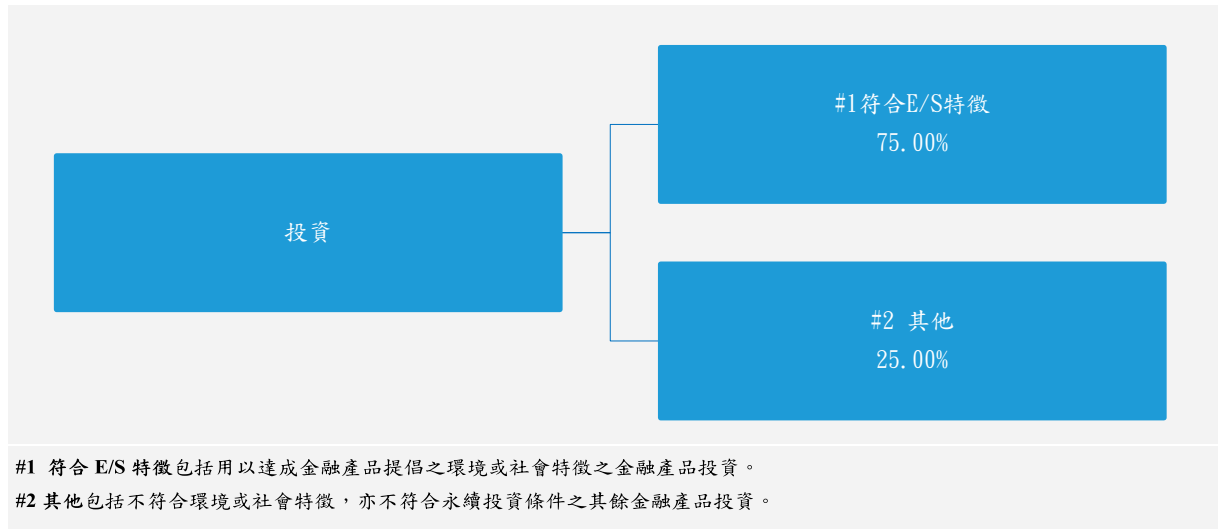 投資
#1符合E/S特徵
75.00%
#2 其他
25.00%
#1 符合 E/S 特徵包括用以達成金融產品提倡之環境或社會特徵之金融產品投資。
#2 其他包括不符合環境或社會特徵，亦不符合永續投資條件之其餘金融產品投資。